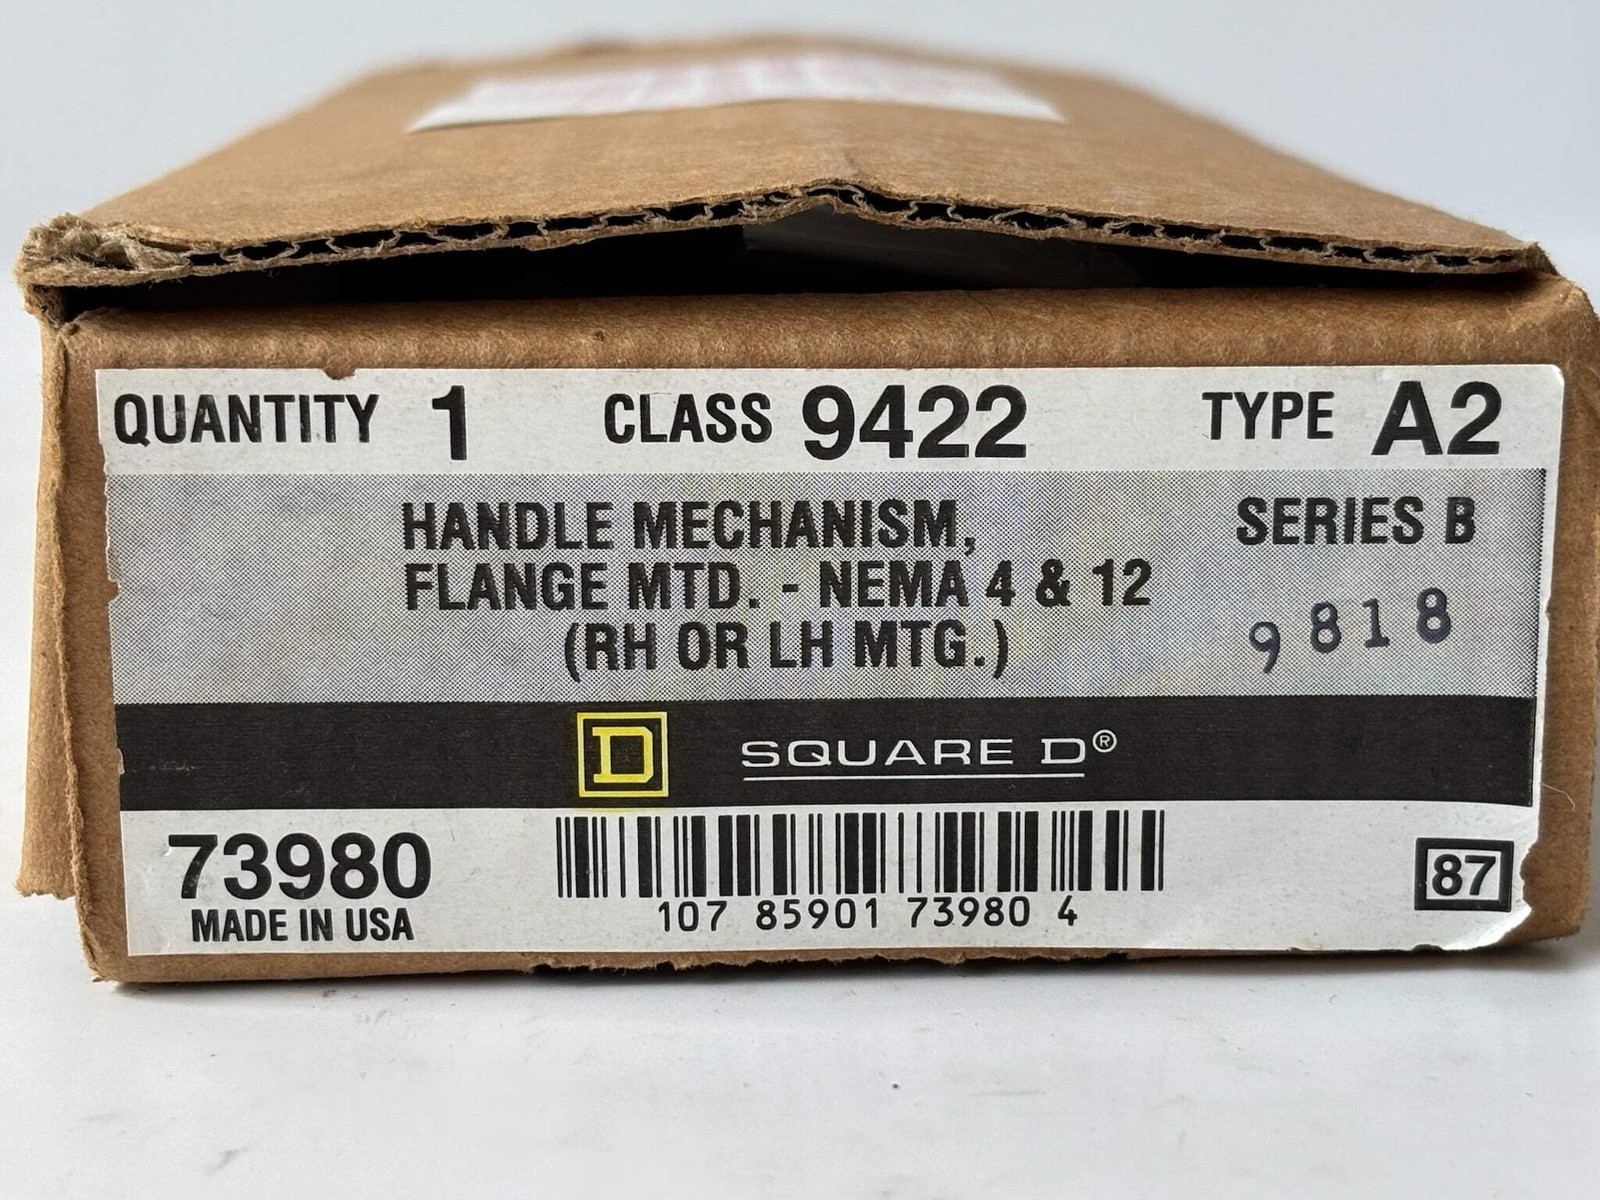 QUANTITY 1 CLASS 9422 TYPE A2
HANDLE MECHANISM, SERIES B
FLANGE MTD. - NEMA 4 & 12
9818
(RH OR LH MTG.)
D SQUARE D®
73980
87
MADE IN USA
107 85901 73980 4